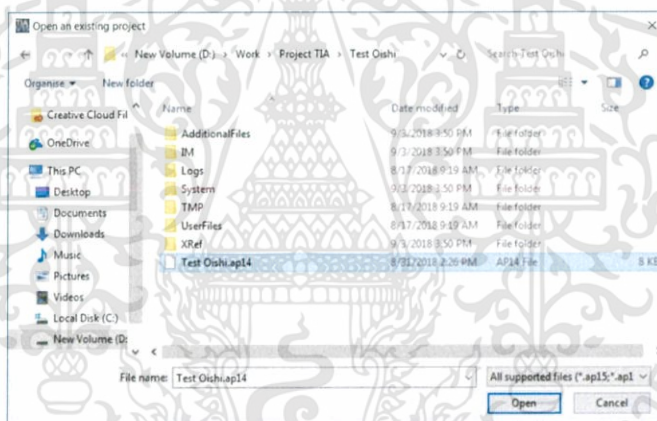 Open an existing project
« New Volume (D:) › Work › Project TIA › Test Oishi
Search Test Oishi
Organise
New folder
Name
Date modified
Type
Size
Creative Cloud Fil
OneDrive
This PC
Desktop
Documents
Downloads
Music
Pictures
Videos
Local Disk (C:)
New Volume (D:
AdditionalFiles 9/3/2018 3:50 PM File folder
IM 9/3/2018 3:50 PM File folder
Logs 8/17/2018 9:19 AM File folder
System 9/3/2018 3:50 PM File folder
TMP 8/17/2018 9:19 AM File folder
UserFiles 8/17/2018 9:19 AM File folder
XRef 9/3/2018 3:50 PM File folder
Test Oishi.ap14 8/31/2018 2:26 PM AP14 File 8 KE
File name: Test Oishi.ap14
All supported files (*.ap15;*.ap1
Open
Cancel